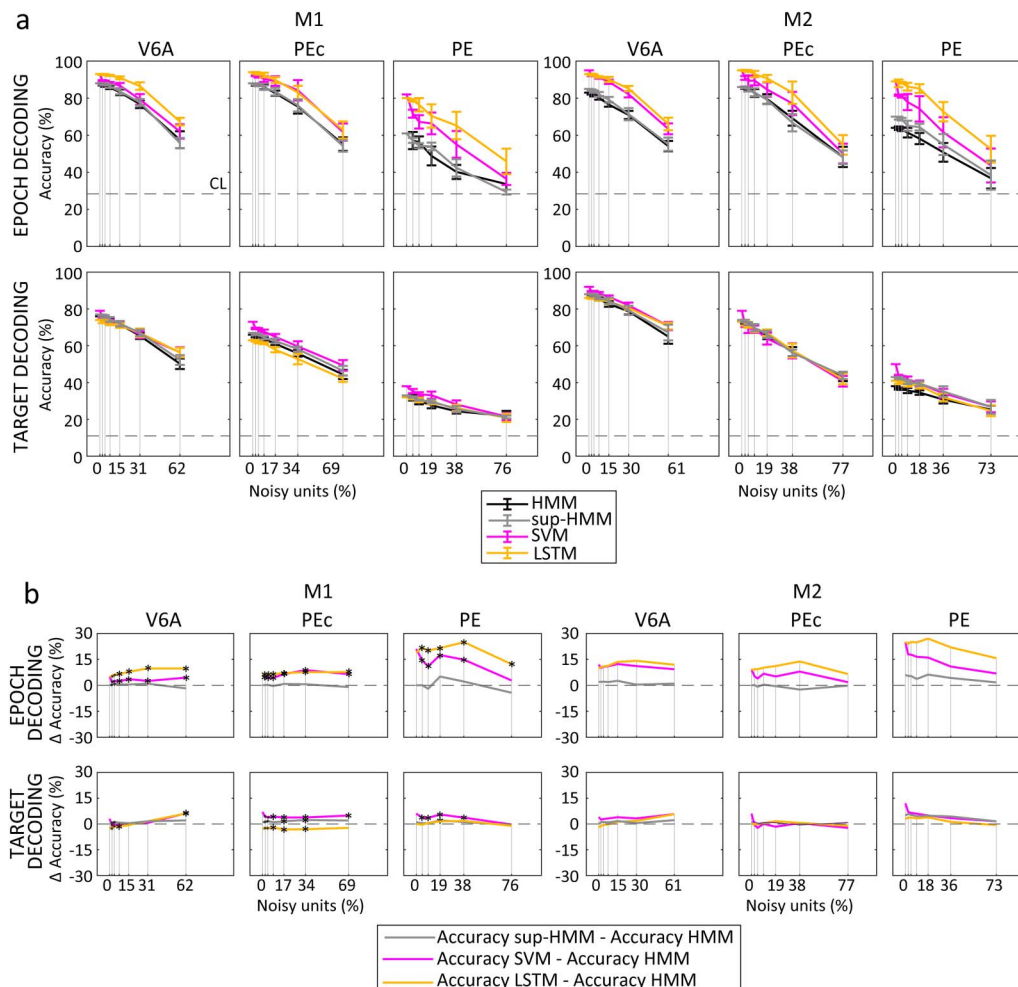 a
M1
M2
V6A
PEc
PE
V6A
PEc
PE
EPOCH DECODING
Accuracy (%)
100
80
60
40
20
0
CL
TARGET DECODING
Accuracy (%)
100
80
60
40
20
0
0 15 31 62
0 17 34 69
0 19 38 76
0 15 30 61
0 19 38 77
0 18 36 73
Noisy units (%)
Noisy units (%)
HMM
sup-HMM
SVM
LSTM
b
M1
M2
V6A
PEc
PE
V6A
PEc
PE
EPOCH
DECODING
Δ Accuracy (%)
30
15
0
-15
-30
TARGET
DECODING
Δ Accuracy (%)
30
15
0
-15
-30
0 15 31 62
0 17 34 69
0 19 38 76
0 15 30 61
0 19 38 77
0 18 36 73
Noisy units (%)
Noisy units (%)
Accuracy sup-HMM - Accuracy HMM
Accuracy SVM - Accuracy HMM
Accuracy LSTM - Accuracy HMM